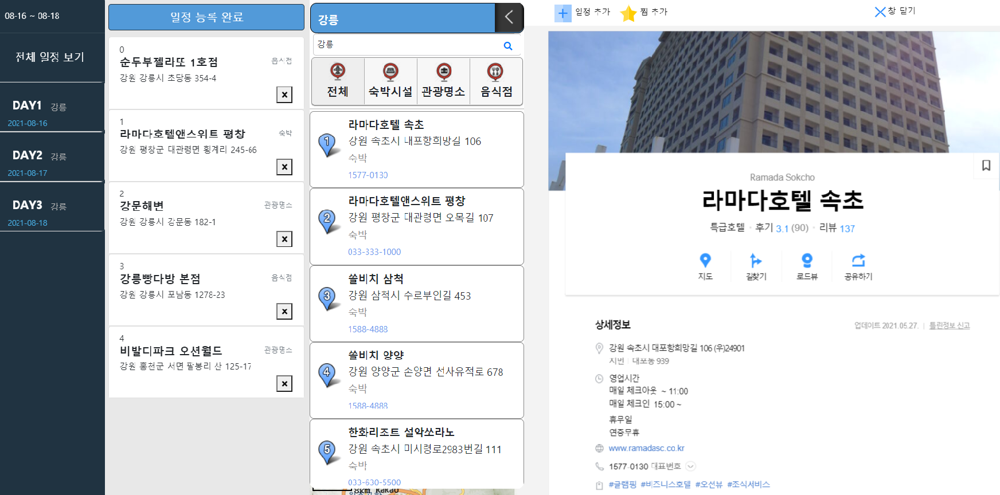 08-16 ~ 08-18
전체 일정 보기
DAY1 강릉
2021-08-16
DAY2 강릉
2021-08-17
DAY3 강릉
2021-08-18
일정 등록 완료
0
순두부젤라또 1호점
음식점
강원 강릉시 초당동 354-4
×
1
라마다호텔앤스위트 평창
숙박
강원 평창군 대관령면 횡계리 245-66
×
2
강문해변
관광명소
강원 강릉시 강문동 182-1
×
3
강릉빵다방 본점
음식점
강원 강릉시 포남동 1278-23
×
4
비발디파크 오션월드
관광명소
강원 홍천군 서면 팔봉리 산 125-17
×
강릉
강릉
전체
숙박시설
관광명소
음식점
1
라마다호텔 속초
강원 속초시 대포항희망길 106
숙박
1577-0130
2
라마다호텔앤스위트 평창
강원 평창군 대관령면 오목길 107
숙박
033-333-1000
3
쏠비치 삼척
강원 삼척시 수로부인길 453
숙박
1588-4888
4
쏠비치 양양
강원 양양군 손양면 선사유적로 678
숙박
1588-4888
5
한화리조트 설악쏘라노
강원 속초시 미시령로2983번길 111
숙박
033-630-5500
8km kakao
일정 추가
찜 추가
창 닫기
Ramada Sokcho
라마다호텔 속초
특급호텔 · 후기 3.1 (90) · 리뷰 137
지도
길찾기
로드뷰
공유하기
상세정보
업데이트 2021.05.27. | 틀린정보 신고
강원 속초시 대포항희망길 106 (우)24901
지번 | 대포동 939
영업시간
매일 체크아웃 ~ 11:00
매일 체크인 15:00 ~
휴무일
연중무휴
www.ramadasc.co.kr
1577-0130 대표번호
#글램핑 #비즈니스호텔 #오션뷰 #조식서비스